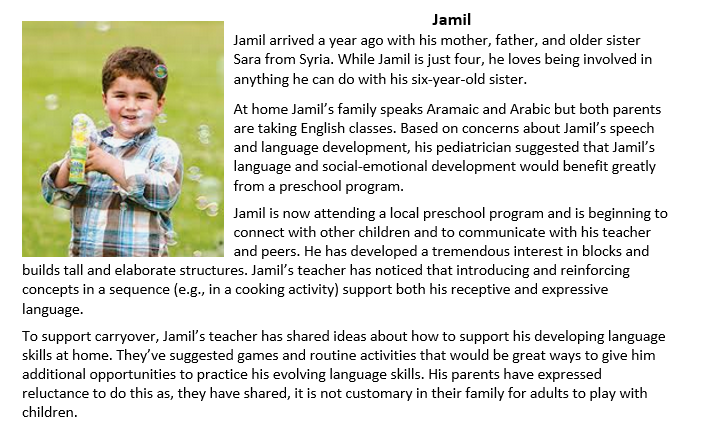 Jamil
Jamil arrived a year ago with his mother, father, and older sister
Sara from Syria. While Jamil is just four, he loves being involved in
anything he can do with his six-year-old sister.
At home Jamil's family speaks Aramaic and Arabic but both parents
are taking English classes. Based on concerns about Jamil's speech
and language development, his pediatrician suggested that Jamil's
language and social-emotional development would benefit greatly
from a preschool program.
Jamil is now attending a local preschool program and is beginning to
connect with other children and to communicate with his teacher
and peers. He has developed a tremendous interest in blocks and
builds tall and elaborate structures. Jamil's teacher has noticed that introducing and reinforcing
concepts in a sequence (e.g., in a cooking activity) support both his receptive and expressive
language.
To support carryover, Jamil's teacher has shared ideas about how to support his developing language
skills at home. They've suggested games and routine activities that would be great ways to give him
additional opportunities to practice his evolving language skills. His parents have expressed
reluctance to do this as, they have shared, it is not customary in their family for adults to play with
children.